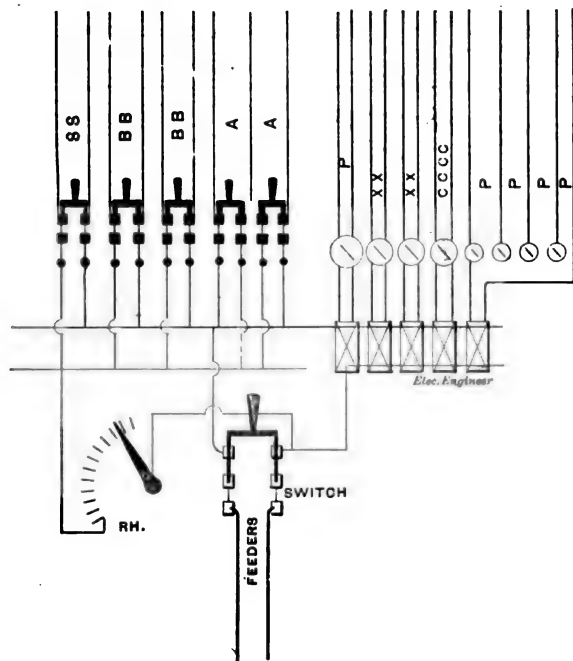 SS
BB
BB
A
A
P
XX
XX
CCCC
P
P
P
P
Elec. Engineer
SWITCH
RH.
FEEDERS